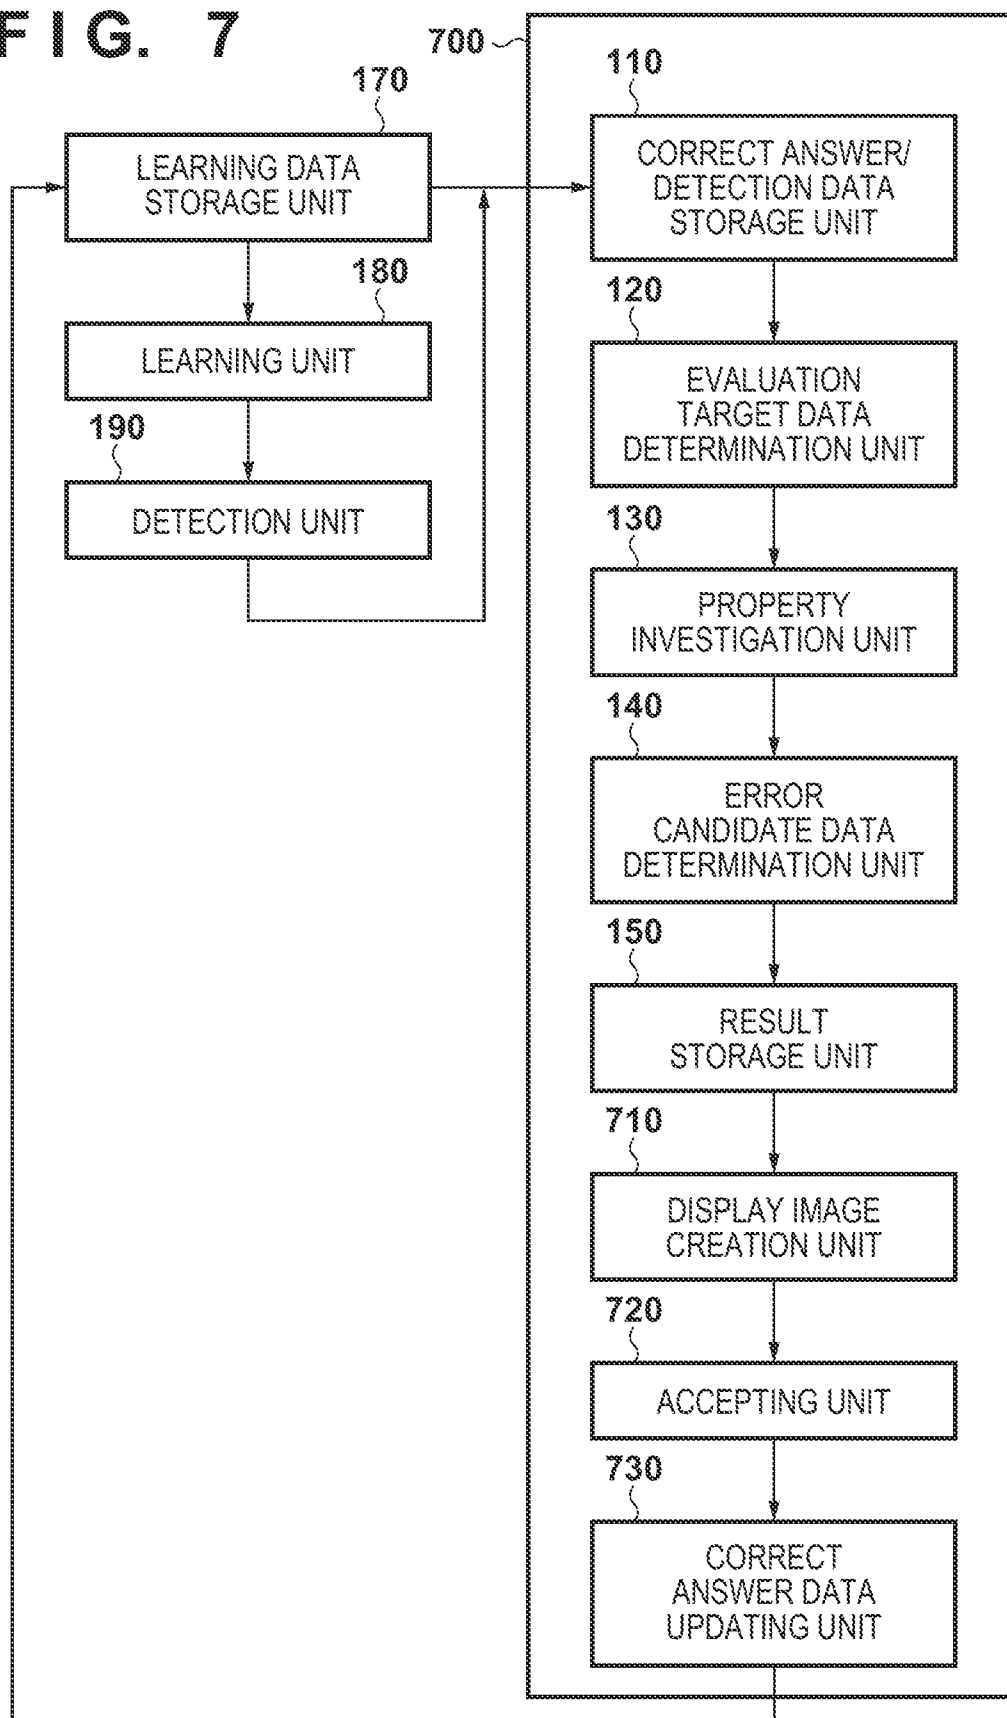 FIG. 7
700
170
LEARNING DATA
STORAGE UNIT
180
LEARNING UNIT
190
DETECTION UNIT
110
CORRECT ANSWER/
DETECTION DATA
STORAGE UNIT
120
EVALUATION
TARGET DATA
DETERMINATION UNIT
130
PROPERTY
INVESTIGATION UNIT
140
ERROR
CANDIDATE DATA
DETERMINATION UNIT
150
RESULT
STORAGE UNIT
710
DISPLAY IMAGE
CREATION UNIT
720
ACCEPTING UNIT
730
CORRECT
ANSWER DATA
UPDATING UNIT